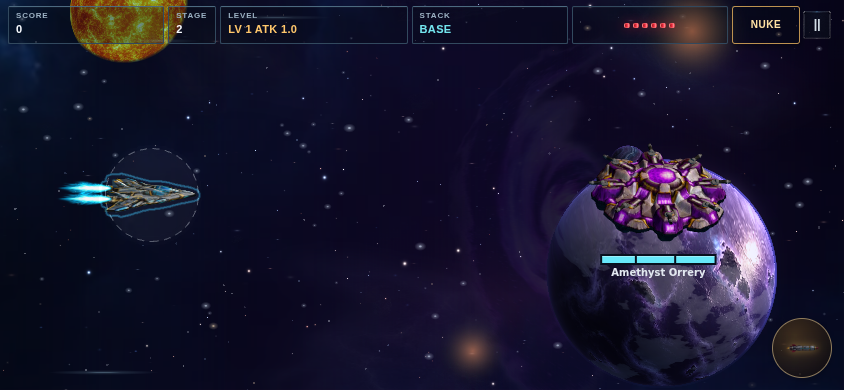 SCORE
0
STAGE
2
LEVEL
LV 1 ATK 1.0
STACK
BASE
NUKE
Amethyst Orrery